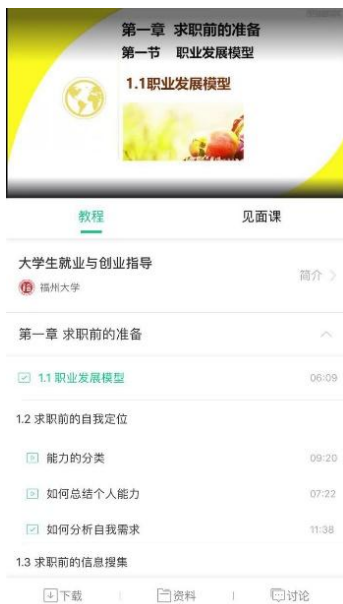 第一章 求职前的准备
第一节 职业发展模型
1.1职业发展模型
教程 见面课
大学生就业与创业指导
简介
福州大学
第一章 求职前的准备
1.1 职业发展模型 06:09
1.2 求职前的自我定位
能力的分类 09:20
如何总结个人能力 07:22
如何分析自我需求 11:38
1.3 求职前的信息搜集
下载 资料 讨论